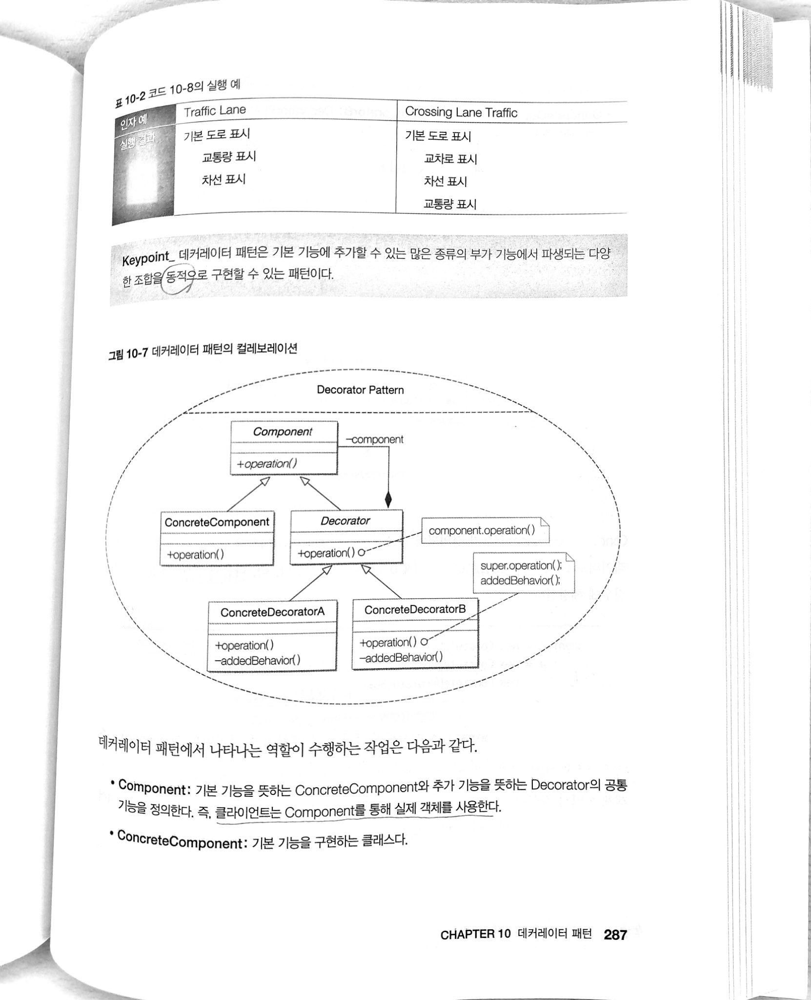 표 10-2 코드 10-8의 실행 예
인자 예 Traffic Lane Crossing Lane Traffic
실행 결과 기본 도로 표시 기본 도로 표시
교통량 표시 교차로 표시
차선 표시 차선 표시
교통량 표시
Keypoint_ 데커레이터 패턴은 기본 기능에 추가할 수 있는 많은 종류의 부가 기능에서 파생되는 다양
한 조합을 동적으로 구현할 수 있는 패턴이다.
그림 10-7 데커레이터 패턴의 컬레보레이션
Decorator Pattern
Component
-component
+operation()
ConcreteComponent
+operation()
Decorator
+operation()
component.operation()
super.operation();
addedBehavior();
ConcreteDecoratorA
+operation()
-addedBehavior()
ConcreteDecoratorB
+operation()
-addedBehavior()
데커레이터 패턴에서 나타나는 역할이 수행하는 작업은 다음과 같다.
• Component: 기본 기능을 뜻하는 ConcreteComponent와 추가 기능을 뜻하는 Decorator의 공통
기능을 정의한다. 즉, 클라이언트는 Component를 통해 실제 객체를 사용한다.
• ConcreteComponent: 기본 기능을 구현하는 클래스다.
CHAPTER 10 데커레이터 패턴 287